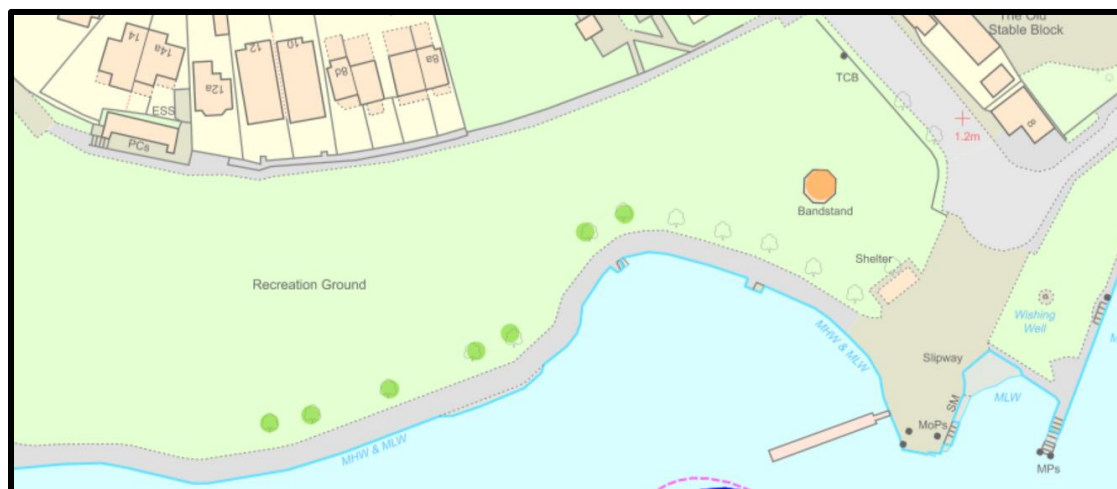 The Old
Stable Block
14
14a
12
10
8d
8a
12a
TCB
ESS
PCs
1.2m
8
Bandstand
Shelter
Recreation Ground
Wishing
Well
MHW & MLW
Slipway
SM
MLW
MoPs
MHW & MLW
MPs